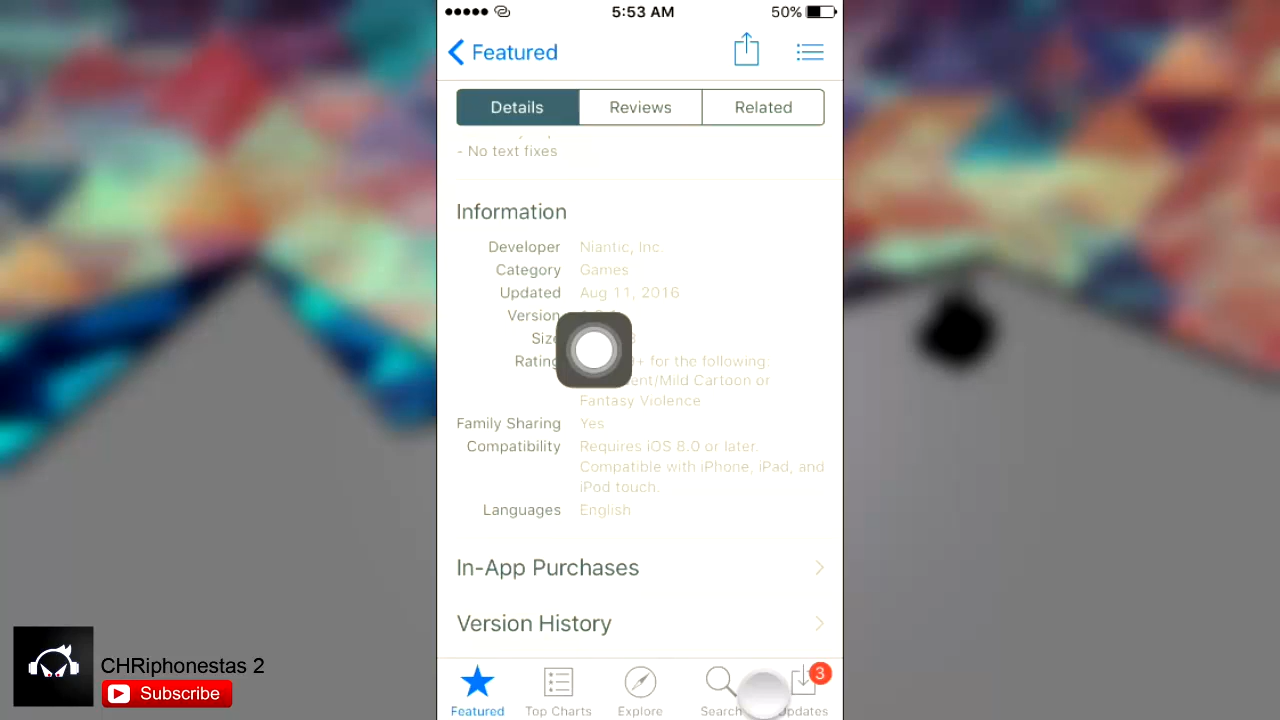 5:53 AM
50%
Featured
Details
Reviews
Related
- No text fixes
Information
Developer Niantic, Inc.
Category Games
Updated Aug 11, 2016
Version
Size
Rating + for the following:
Fantasy Violence
/Mild Cartoon or
Family Sharing Yes
Compatibility Requires iOS 8.0 or later.
Compatible with iPhone, iPad, and
iPod touch.
Languages English
In-App Purchases
Version History
3
Featured
Top Charts
Explore
Search
Updates
CHRiphonestas 2
Subscribe